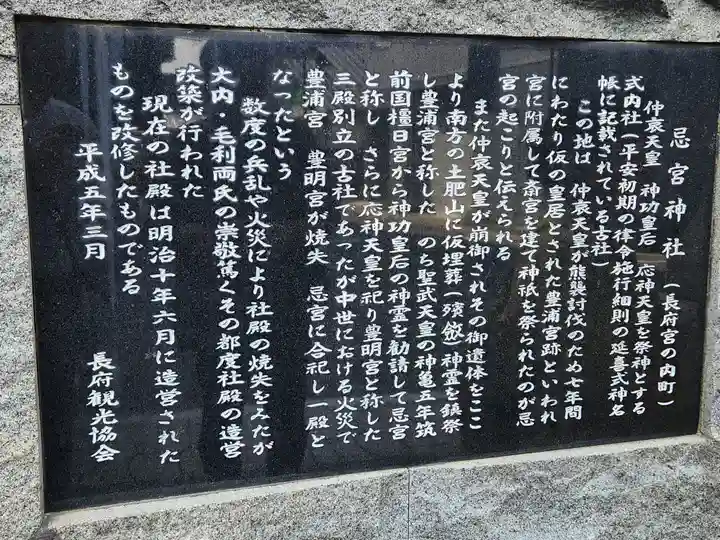 忌宮神社（長府宮の内町）
仲哀天皇 神功皇后 応神天皇を祭神とする
式内社（平安初期の律令施行細則の延喜式神名
帳に記載されている古社）
この地は 仲哀天皇が熊襲討伐のため七年間
にわたり仮の皇居とされた豊浦宮跡といわれ
宮に附属して斎宮を建て神祇を祭られたのが忌
宮の起こりと伝えられる
また仲哀天皇が崩御されその御遺体をここ
より南方の土肥山に仮埋葬（殯斂）神霊を鎮祭
し豊浦宮と称した のち聖武天皇の神亀五年筑
前国橿日宮から神功皇后の神霊を勧請して忌宮
と称し さらに応神天皇を祀り豊明宮と称した
三殿別立の古社であったが中世における火災で
豊浦宮 豊明宮が焼失 忌宮に合祀し一殿と
なったという
数度の兵乱や火災により社殿の焼失をみたが
大内・毛利両氏の崇敬篤くその都度社殿の造営
改築が行われた
現在の社殿は明治十年六月に造営された
ものを改修したものである
平成五年三月
長府観光協会